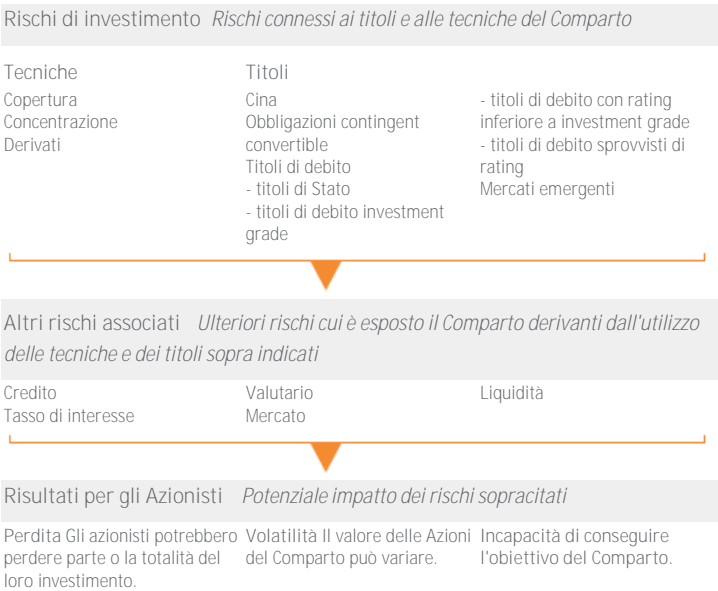 Rischi di investimento Rischi connessi ai titoli e alle tecniche del Comparto
Tecniche
Copertura
Concentrazione
Derivati
Titoli
Cina
Obbligazioni contingent
convertible
Titoli di debito
- titoli di Stato
- titoli di debito investment
grade
- titoli di debito con rating
inferiore a investment grade
- titoli di debito sprovvisti di
rating
Mercati emergenti
Altri rischi associati Ulteriori rischi cui è esposto il Comparto derivanti dall'utilizzo
delle tecniche e dei titoli sopra indicati
Credito
Tasso di interesse
Valutario
Mercato
Liquidità
Risultati per gli Azionisti Potenziale impatto dei rischi sopracitati
Perdita Gli azionisti potrebbero
perdere parte o la totalità del
loro investimento.
Volatilità Il valore delle Azioni
del Comparto può variare.
Incapacità di conseguire
l'obiettivo del Comparto.